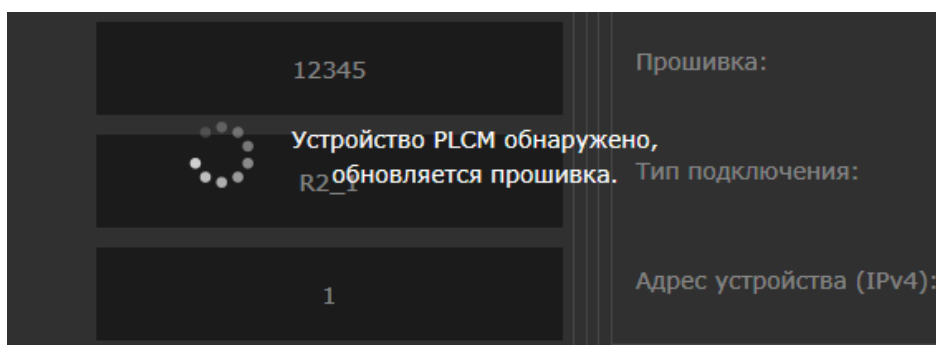 12345
Прошивка:
Устройство PLCM обнаружено,
обновляется прошивка.
R2_1
Тип подключения:
1
Адрес устройства (IPv4):